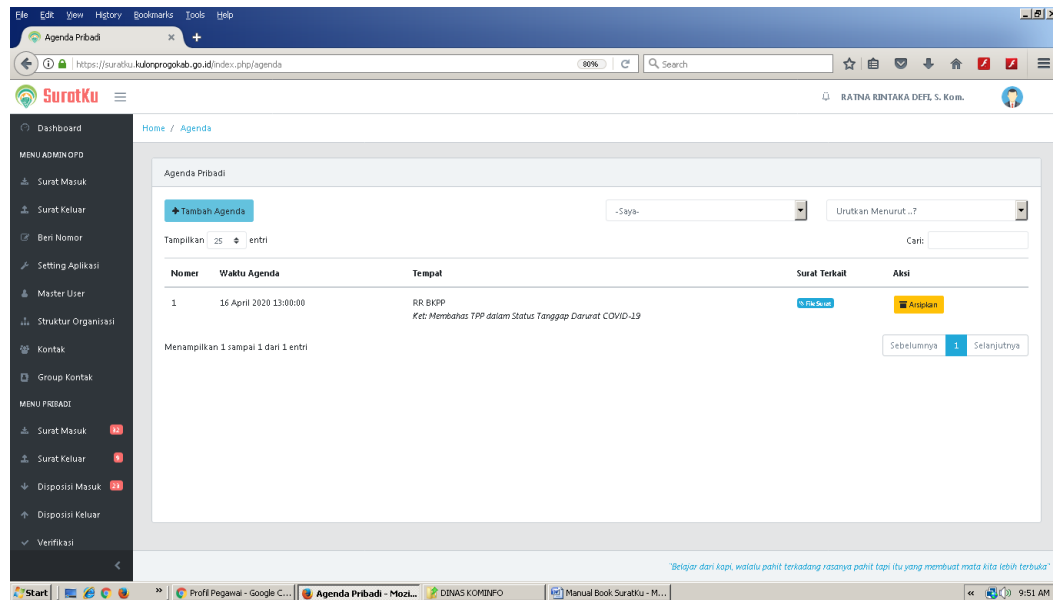 File Edit View History Bookmarks Tools Help
Agenda Pribadi
https://suratku.kulonprogokab.go.id/index.php/agenda 80% Search
SuratKu RATNA RINTAKA DEFI, S. Kom.
Dashboard
Home / Agenda
MENU ADMIN OPD
Agenda Pribadi
Surat Masuk
Surat Keluar
Tambah Agenda -Saya- Urutkan Menurut ..?
Beri Nomor
Tampilkan 25 entri Cari:
Setting Aplikasi
Nomer Waktu Agenda Tempat Surat Terkait Aksi
Master User
1 16 April 2020 13:00:00 RR BKPP File Surat Arsipkan
Ket: Membahas TPP dalam Status Tanggap Darurat COVID-19
Struktur Organisasi
Kontak
Menampilkan 1 sampai 1 dari 1 entri Sebelumnya 1 Selanjutnya
Group Kontak
MENU PRIBADI
Surat Masuk
Surat Keluar 9
Disposisi Masuk 23
Disposisi Keluar
Verifikasi
"Belajar dari kopi, walalu pahit terkadang rasanya pahit tapi itu yang membuat mata kita lebih terbuka"
Start Profil Pegawai - Google C... Agenda Pribadi - Mozi... DINAS KOMINFO Manual Book SuratKu - M... 9:51 AM